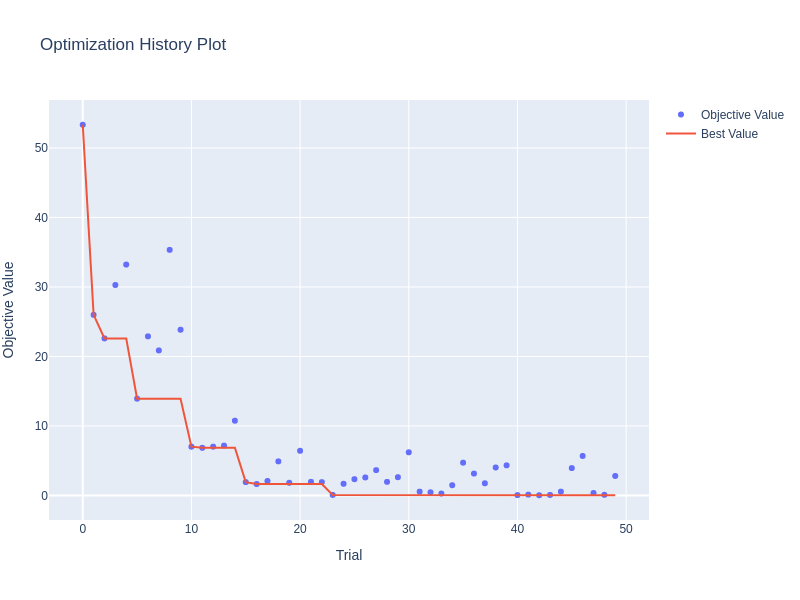 Optimization History Plot
Objective Value
Best Value
50
40
30
20
10
0
Objective Value
0 10 20 30 40 50
Trial